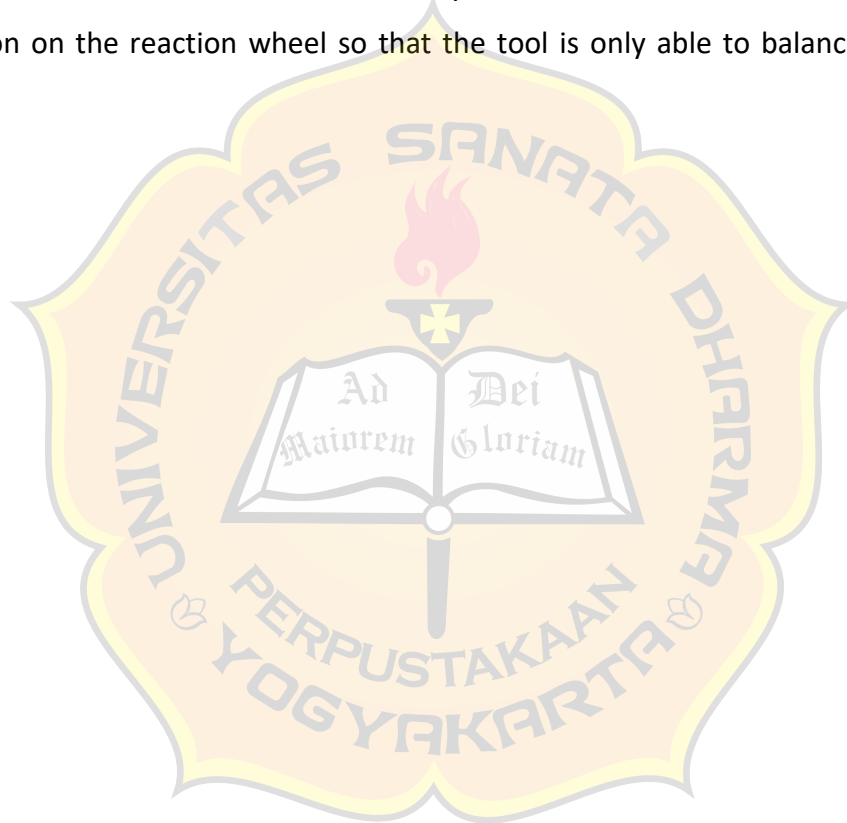 on on the reaction wheel so that the tool is only able to balanc
UNIVERSITAS SANATA DHARMA
Ad Dei
Maiorem Gloriam
PERPUSTAKAAN
YOGYAKARTA